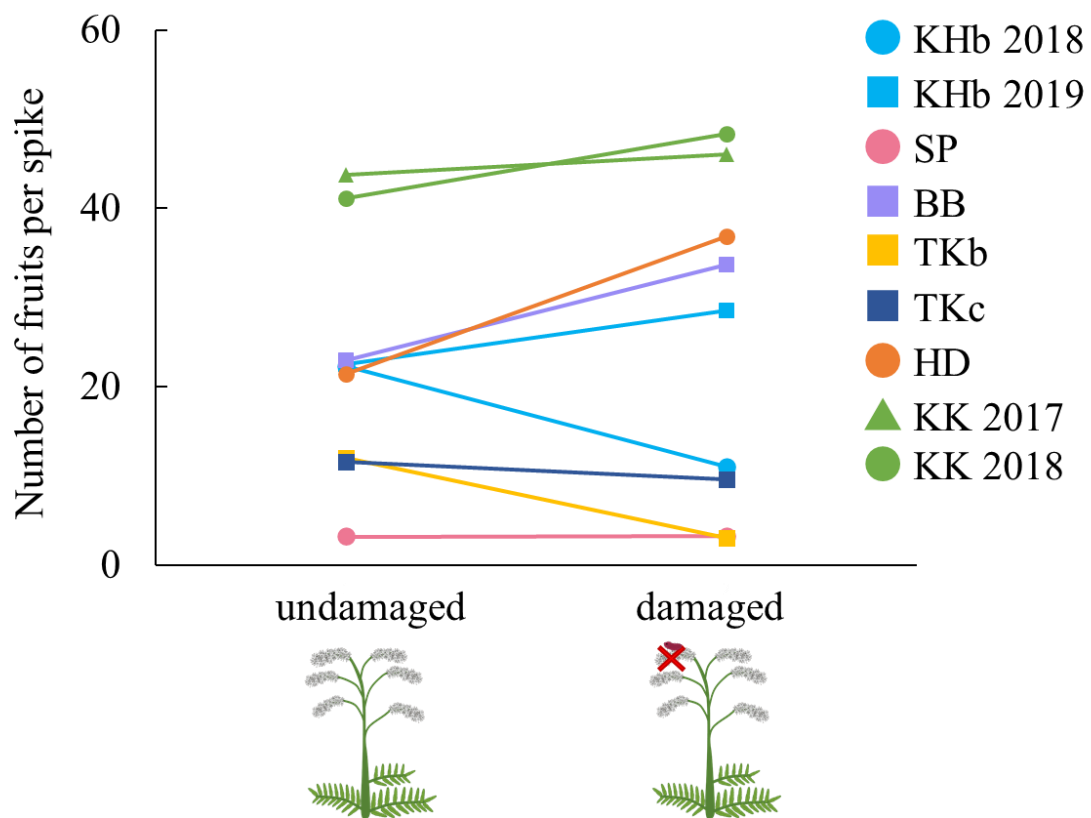 60
40
20
0
Number of fruits per spike
undamaged
damaged
KHb 2018
KHb 2019
SP
BB
TKb
TKc
HD
KK 2017
KK 2018